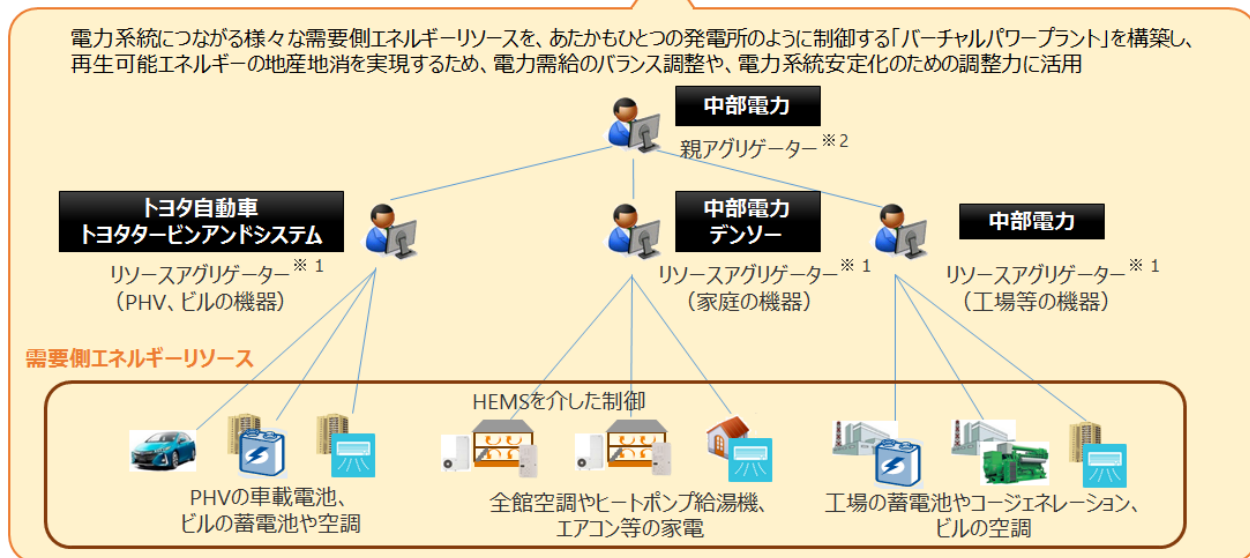 電力系統につながる様々な需要側エネルギーリソースを、あたかもひとつの発電所のように制御する「バーチャルパワープラント」を構築し、
再生可能エネルギーの地産地消を実現するため、電力需給のバランス調整や、電力系統安定化のための調整力に活用
中部電力
親アグリゲーター※2
トヨタ自動車
トヨタタービンアンドシステム
リソースアグリゲーター※1
（PHV、ビルの機器）
中部電力
デンソー
リソースアグリゲーター※1
（家庭の機器）
中部電力
リソースアグリゲーター※1
（工場等の機器）
需要側エネルギーリソース
HEMSを介した制御
PHVの車載電池、
ビルの蓄電池や空調
全館空調やヒートポンプ給湯機、
エアコン等の家電
工場の蓄電池やコージェネレーション、
ビルの空調